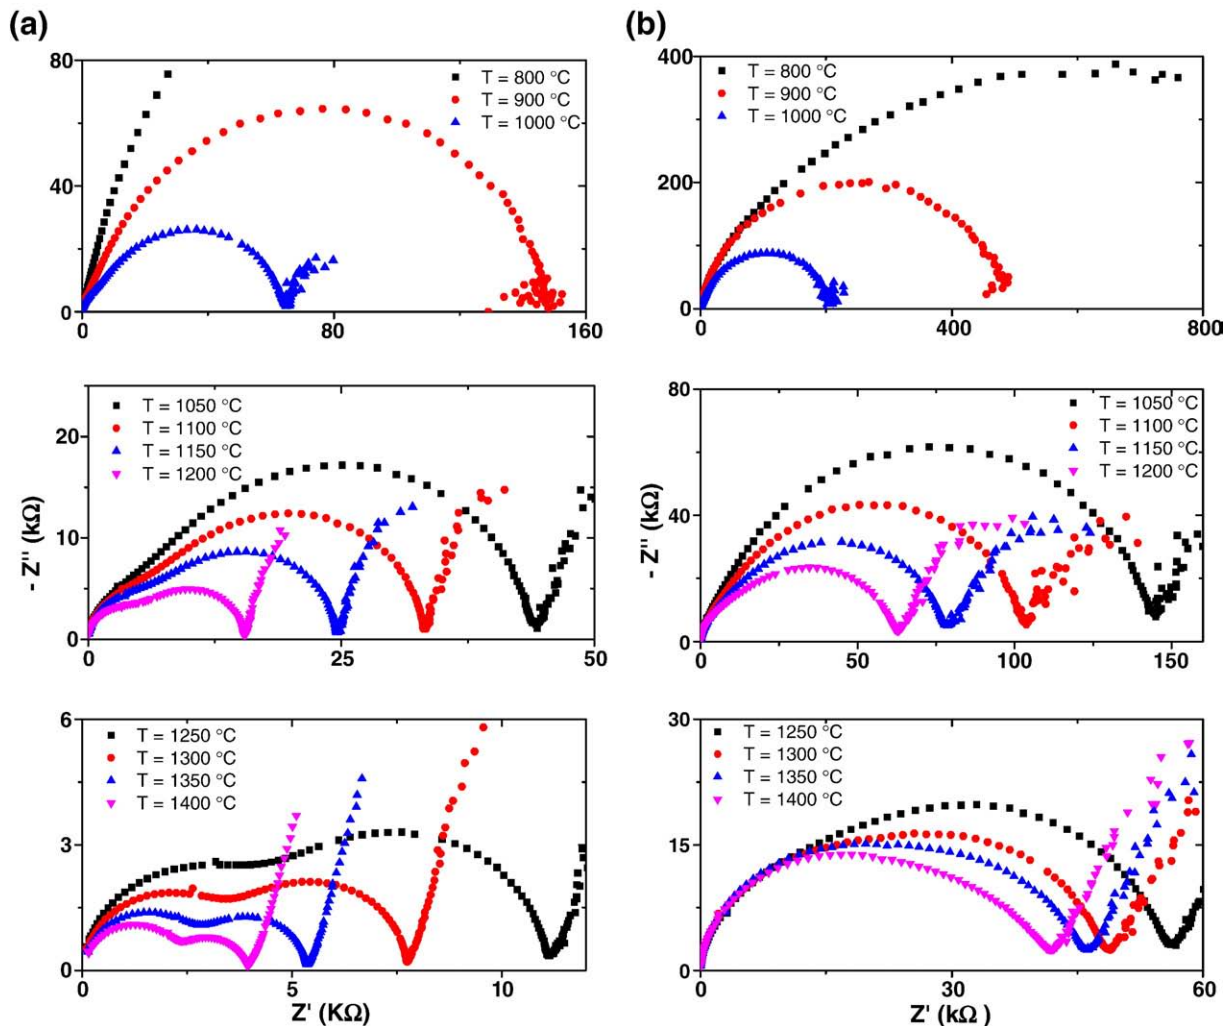 (a)
80
T = 800 °C
T = 900 °C
T = 1000 °C
40
0
0
80
160
(b)
400
T = 800 °C
T = 900 °C
T = 1000 °C
200
0
0
400
800
T = 1050 °C
T = 1100 °C
T = 1150 °C
T = 1200 °C
20
10
0
0
25
50
- Z'' (kΩ)
80
T = 1050 °C
T = 1100 °C
T = 1150 °C
T = 1200 °C
40
0
0
50
100
150
- Z'' (kΩ)
6
T = 1250 °C
T = 1300 °C
T = 1350 °C
T = 1400 °C
3
0
0
5
10
Z' (KΩ)
30
T = 1250 °C
T = 1300 °C
T = 1350 °C
T = 1400 °C
15
0
0
30
60
Z' (kΩ )